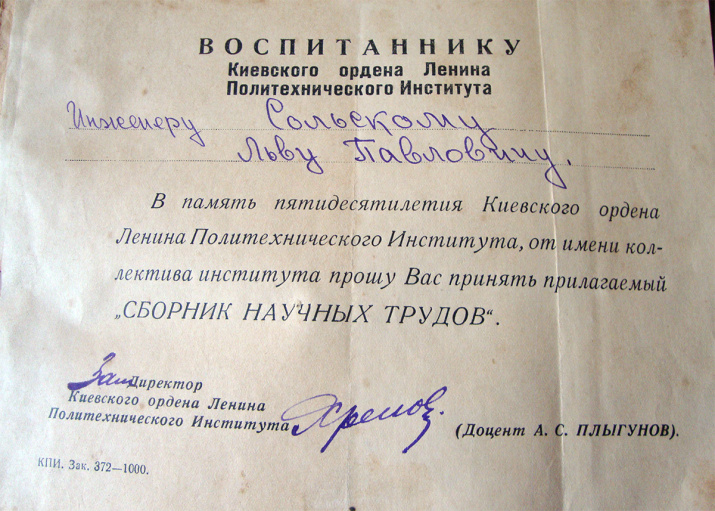 ВОСПИТАННИКУ
Киевского ордена Ленина
Политехнического Института
Инженеру Сольскому
Льву Павловичу.
В память пятидесятилетия Киевского ордена
Ленина Политехнического Института, от имени кол-
лектива института прошу Вас принять прилагаемый
„СБОРНИК НАУЧНЫХ ТРУДОВ“.
Зам Директор
Киевского ордена Ленина
Политехнического Института Хренов
(Доцент А. С. ПЛЫГУНОВ).
КПИ. Зак. 372—1000.